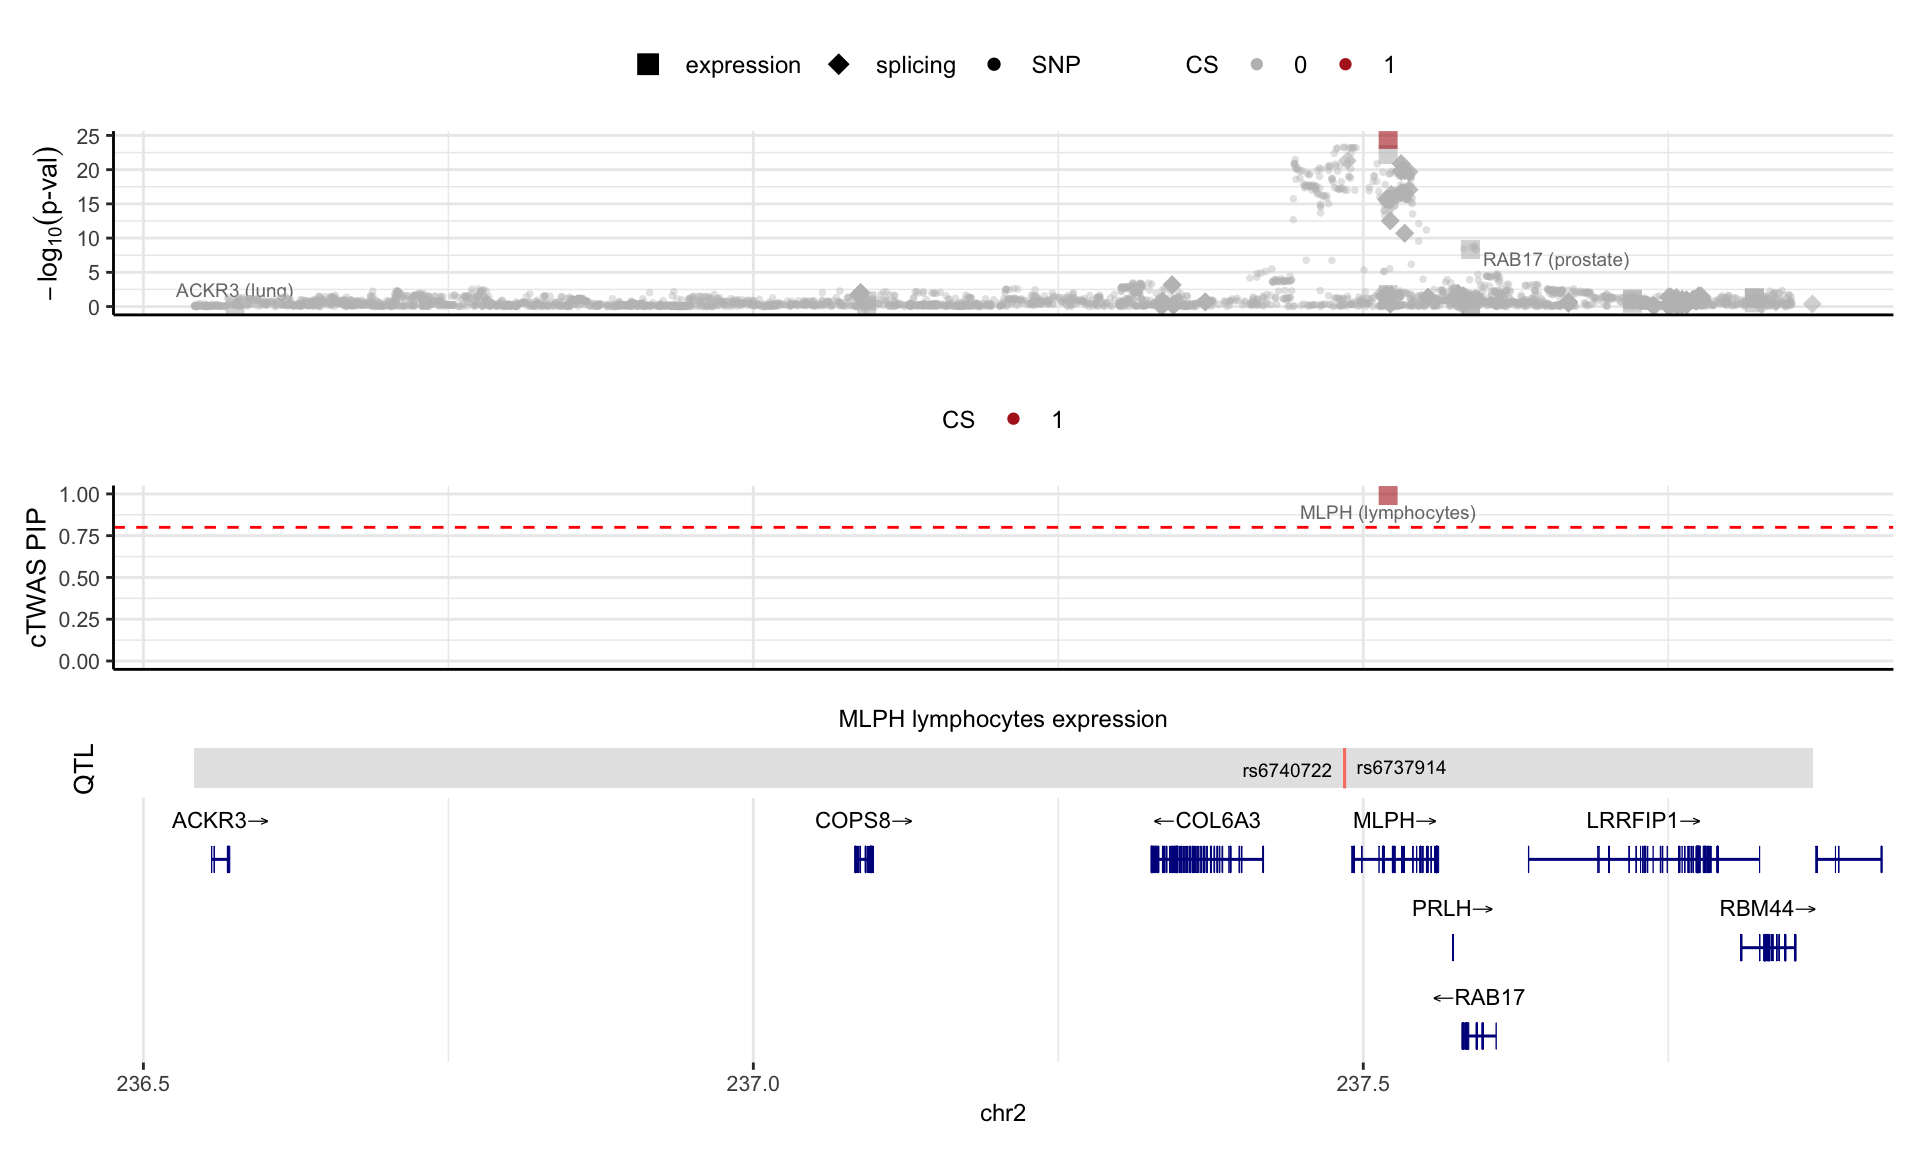 expression splicing SNP CS 0 1
− log10(p-val)
25
20
15
10
5
0
ACKR3 (lung)
RAB17 (prostate)
CS 1
cTWAS PIP
1.00
0.75
0.50
0.25
0.00
MLPH (lymphocytes)
MLPH lymphocytes expression
QTL
rs6740722 rs6737914
ACKR3→ COPS8→ ←COL6A3 MLPH→ LRRFIP1→
PRLH→ RBM44→
←RAB17
236.5 237.0 237.5
chr2